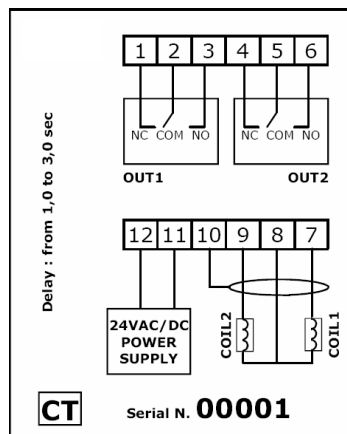 1 2 3 4 5 6
NC COM NO NC COM NO
OUT1 OUT2
Delay : from 1,0 to 3,0 sec
12 11 10 9 8 7
24VAC/DC
POWER
SUPPLY
COIL2
COIL1
CT
Serial N. 00001